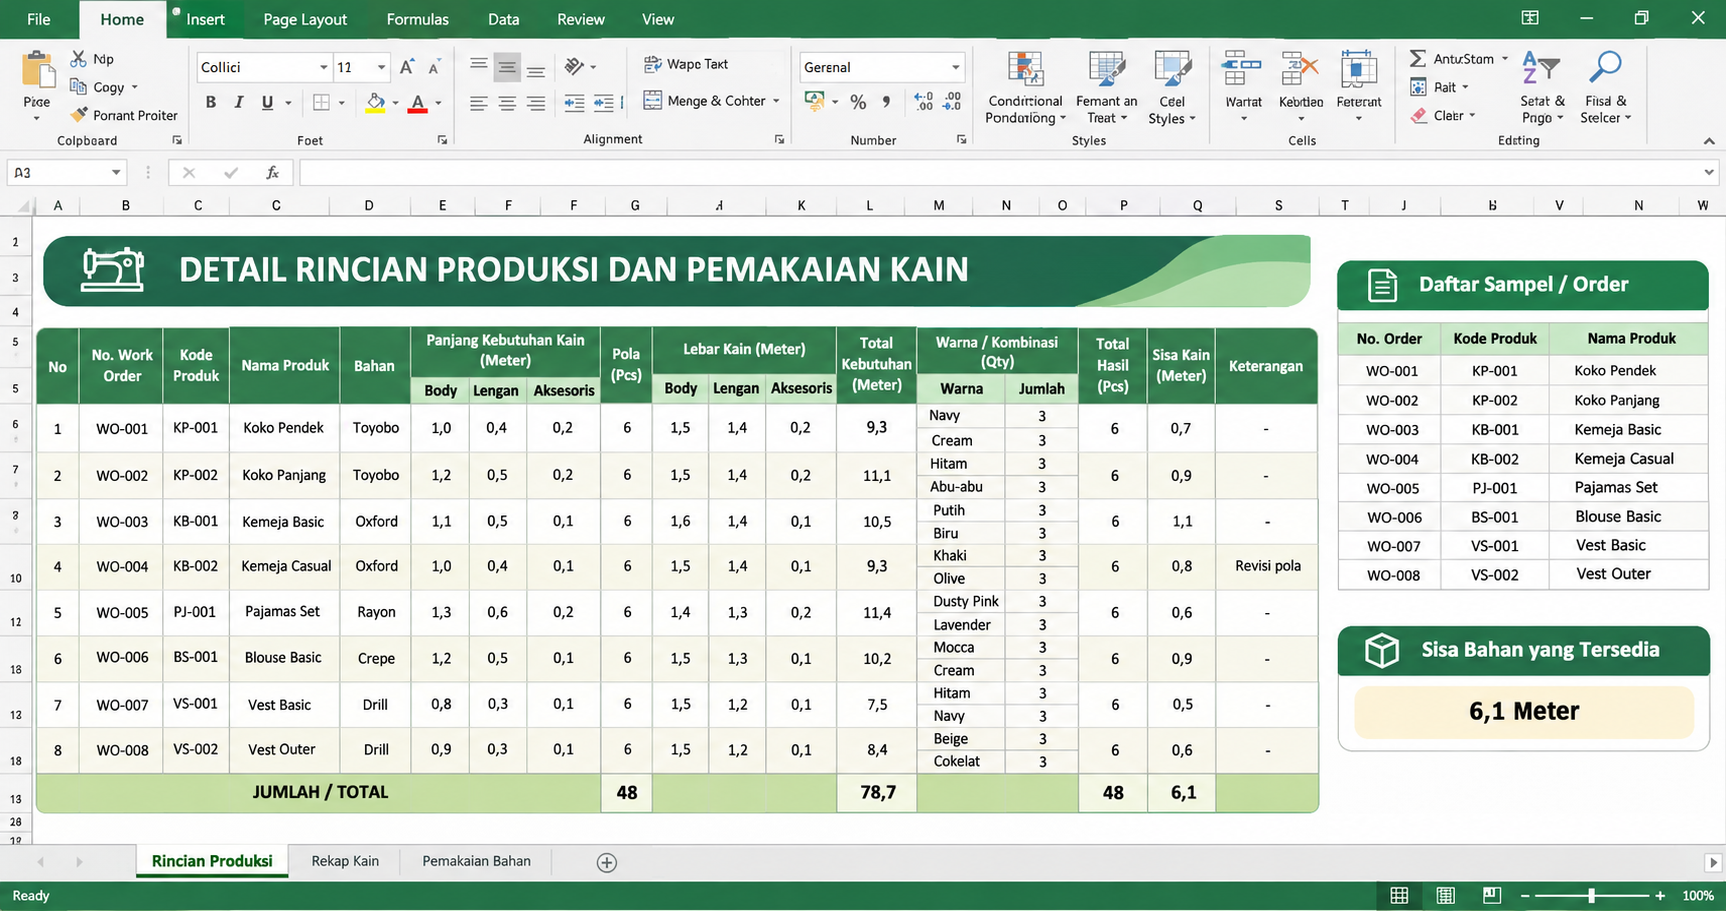 File Home Insert Page Layout Formulas Data Review View
Collici 12 Wapo Text Gerenal AntuStam
Ndp
Copy
Porrant Proiter
Menge & Cohter
Rait
Cleṙ
Conditional Pondationg
Femant an Treat
Styles
Setat & Pingo
Fiisal & Stelcer
Colpboard Foet Alignment Number Styles Cells Editing
A3 fx
A B C C D E F F G K L M N O P Q S T J V N W
DETAIL RINCIAN PRODUKSI DAN PEMAKAIAN KAIN
No
No. Work Order
Kode Produk
Nama Produk
Bahan
Panjang Kebutuhan Kain (Meter)
Body Lengan Aksesoris
Pola (Pcs)
Lebar Kain (Meter)
Body Lengan Aksesoris
Total Kebutuhan (Meter)
Warna / Kombinasi (Qty)
Warna Jumlah
Total Hasil (Pcs)
Sisa Kain (Meter)
Keterangan
1 WO-001 KP-001 Koko Pendek Toyobo 1,0 0,4 0,2 6 1,5 1,4 0,2 9,3 Navy 3 6 0,7 -
Cream 3
2 WO-002 KP-002 Koko Panjang Toyobo 1,2 0,5 0,2 6 1,5 1,4 0,2 11,1 Hitam 3 6 0,9 -
Abu-abu 3
3 WO-003 KB-001 Kemeja Basic Oxford 1,1 0,5 0,1 6 1,6 1,4 0,1 10,5 Putih 3 6 1,1 -
Biru 3
4 WO-004 KB-002 Kemeja Casual Oxford 1,0 0,4 0,1 6 1,5 1,4 0,1 9,3 Khaki 3 6 0,8 Revisi pola
Olive 3
5 WO-005 PJ-001 Pajamas Set Rayon 1,3 0,6 0,2 6 1,4 1,3 0,2 11,4 Dusty Pink 3 6 0,6 -
Lavender 3
6 WO-006 BS-001 Blouse Basic Crepe 1,2 0,5 0,1 6 1,5 1,3 0,1 10,2 Mocca 3 6 0,9 -
Cream 3
7 WO-007 VS-001 Vest Basic Drill 0,8 0,3 0,1 6 1,5 1,2 0,1 7,5 Hitam 3 6 0,5 -
Navy 3
8 WO-008 VS-002 Vest Outer Drill 0,9 0,3 0,1 6 1,5 1,2 0,1 8,4 Beige 3 6 0,6 -
Cokelat 3
JUMLAH / TOTAL 48 78,7 48 6,1
Daftar Sampel / Order
No. Order Kode Produk Nama Produk
WO-001 KP-001 Koko Pendek
WO-002 KP-002 Koko Panjang
WO-003 KB-001 Kemeja Basic
WO-004 KB-002 Kemeja Casual
WO-005 PJ-001 Pajamas Set
WO-006 BS-001 Blouse Basic
WO-007 VS-001 Vest Basic
WO-008 VS-002 Vest Outer
Sisa Bahan yang Tersedia
6,1 Meter
Rincian Produksi Rekap Kain Pemakaian Bahan
Ready 100%